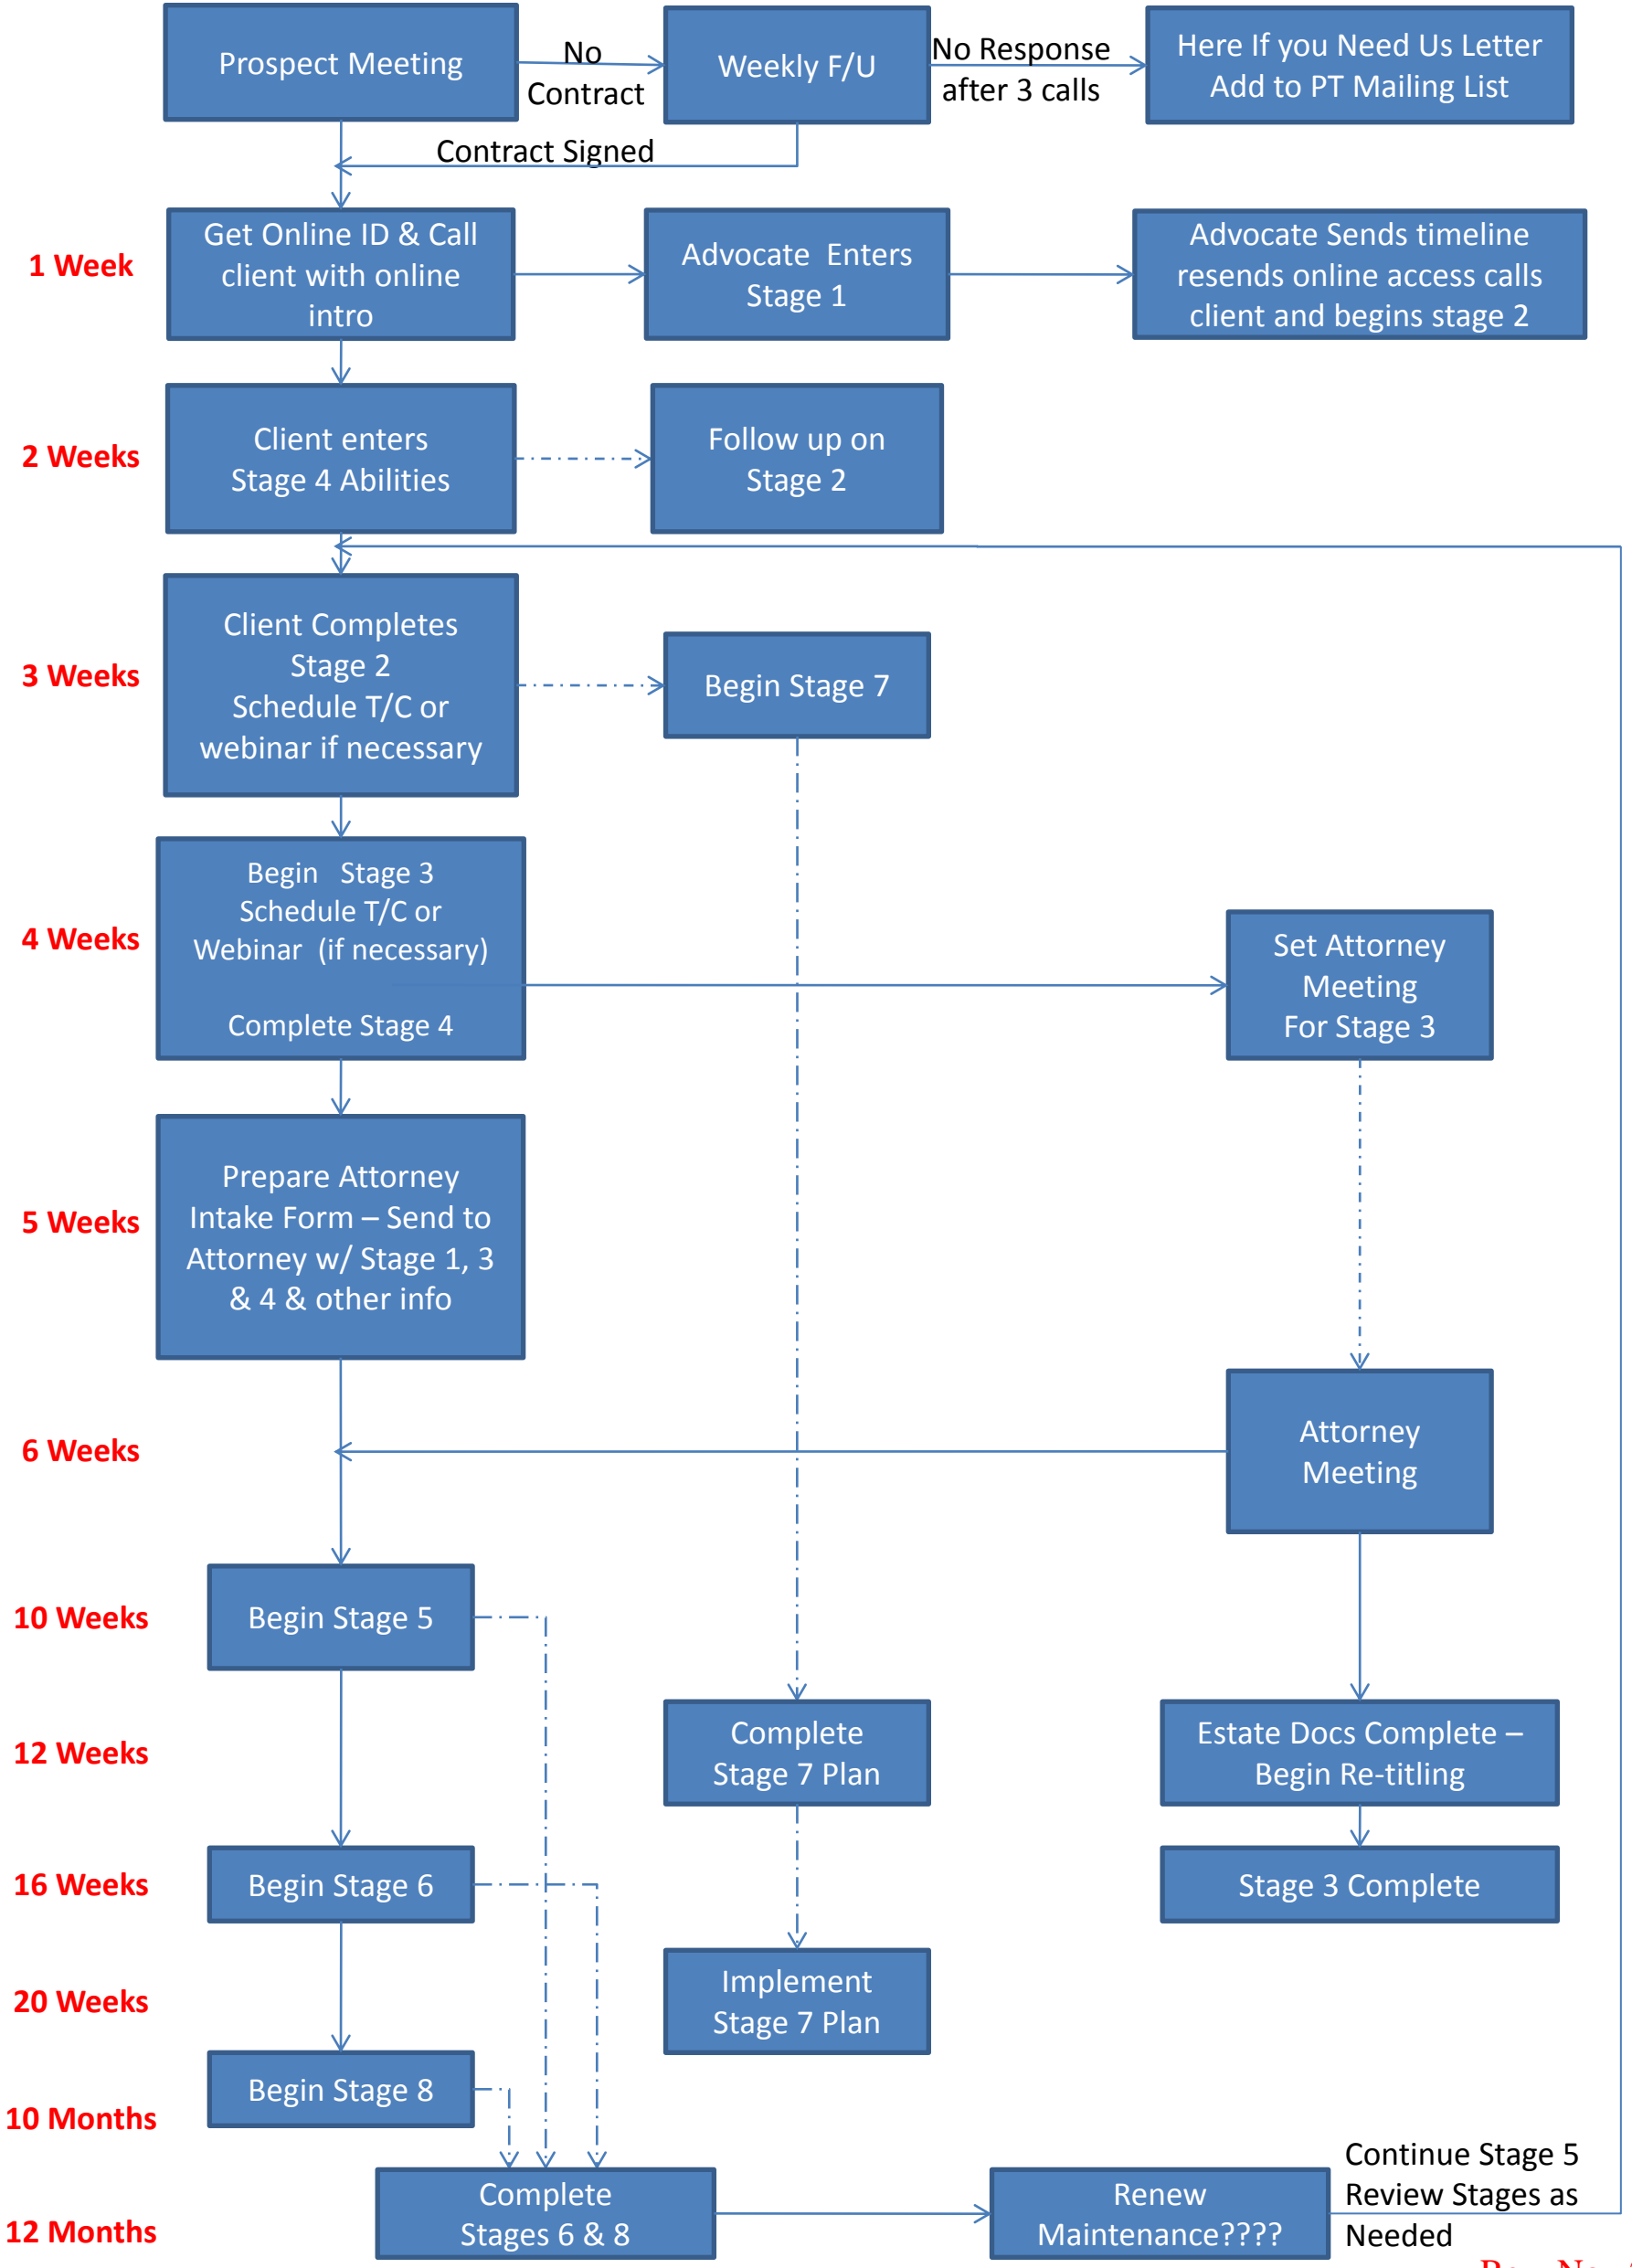 Prospect Meeting
No
Contract
Weekly F/U
No Response
after 3 calls
Here If you Need Us Letter
Add to PT Mailing List
Contract Signed
1 Week
Get Online ID & Call
client with online
intro
Advocate Enters
Stage 1
Advocate Sends timeline
resends online access calls
client and begins stage 2
2 Weeks
Client enters
Stage 4 Abilities
Follow up on
Stage 2
3 Weeks
Client Completes
Stage 2
Schedule T/C or
webinar if necessary
Begin Stage 7
4 Weeks
Begin Stage 3
Schedule T/C or
Webinar (if necessary)
Complete Stage 4
Set Attorney
Meeting
For Stage 3
5 Weeks
Prepare Attorney
Intake Form – Send to
Attorney w/ Stage 1, 3
& 4 & other info
6 Weeks
Attorney
Meeting
10 Weeks
Begin Stage 5
12 Weeks
Complete
Stage 7 Plan
Estate Docs Complete –
Begin Re-titling
16 Weeks
Begin Stage 6
Stage 3 Complete
20 Weeks
Implement
Stage 7 Plan
Begin Stage 8
10 Months
12 Months
Complete
Stages 6 & 8
Renew
Maintenance????
Continue Stage 5
Review Stages as
Needed